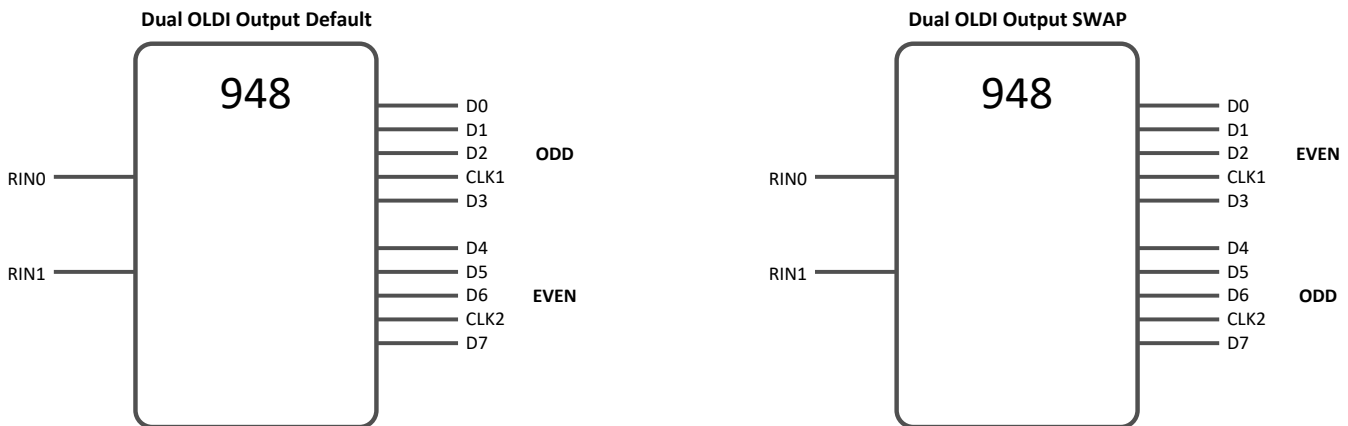 Dual OLDI Output Default
948
RIN0
RIN1
D0
D1
D2
CLK1
D3
ODD
D4
D5
D6
CLK2
D7
EVEN
Dual OLDI Output SWAP
948
RIN0
RIN1
D0
D1
D2
CLK1
D3
EVEN
D4
D5
D6
CLK2
D7
ODD